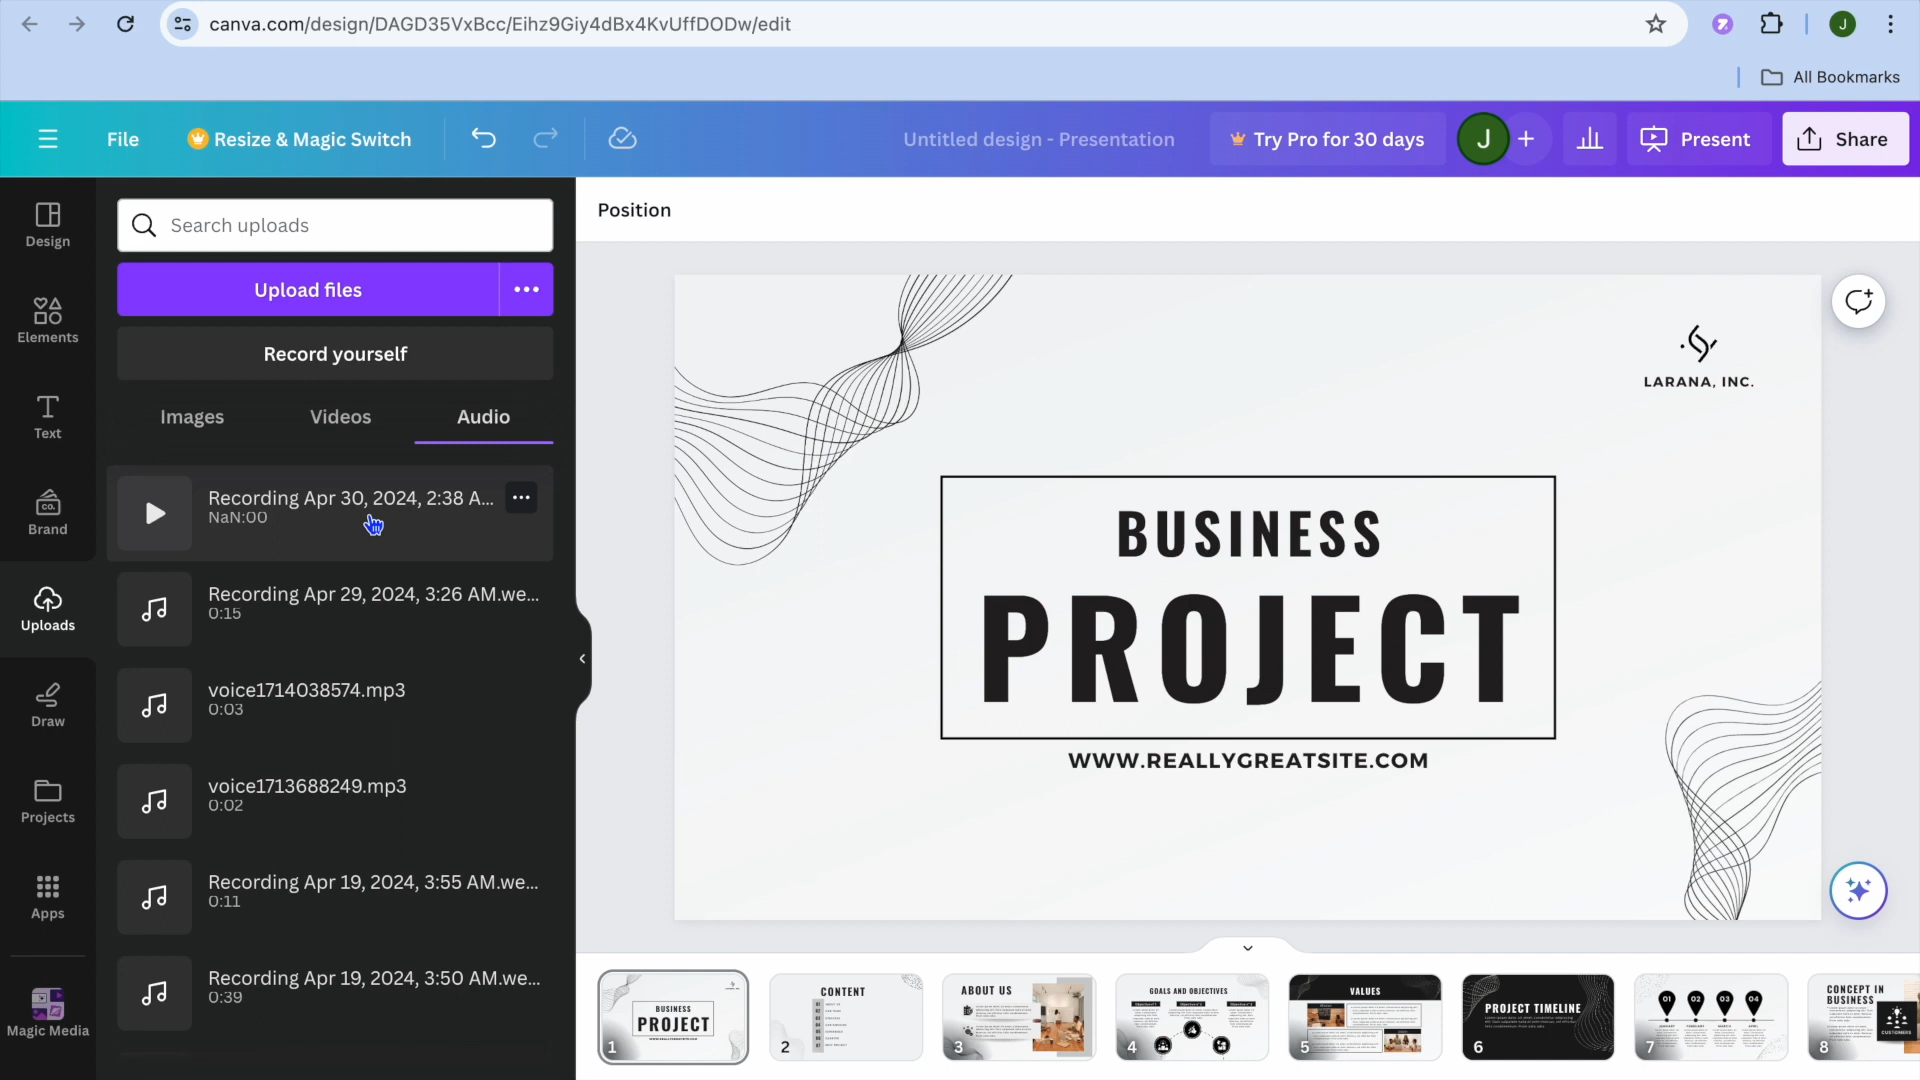 canva.com/design/DAGD35VxBcc/Eihz9Giy4dBx4KvUffDODw/edit
J
All Bookmarks
File
Resize & Magic Switch
Untitled design - Presentation
Try Pro for 30 days
J
Present
Share
Design
Elements
Text
CO.
Brand
Uploads
Draw
Projects
Apps
Magic Media
Search uploads
Upload files
Record yourself
Images
Videos
Audio
Recording Apr 30, 2024, 2:38 A...
NaN:00
Recording Apr 29, 2024, 3:26 AM.we...
0:15
voice1714038574.mp3
0:03
voice1713688249.mp3
0:02
Recording Apr 19, 2024, 3:55 AM.we...
0:11
Recording Apr 19, 2024, 3:50 AM.we...
0:39
Position
LARANA, INC.
BUSINESS
PROJECT
WWW.REALLYGREATSITE.COM
BUSINESS
PROJECT
1
CONTENT
2
ABOUT US
3
GOALS AND OBJECTIVES
4
VALUES
5
PROJECT TIMELINE
6
01
02
03
04
7
CONCEPT IN
BUSINESS
CUSTOMERS
8